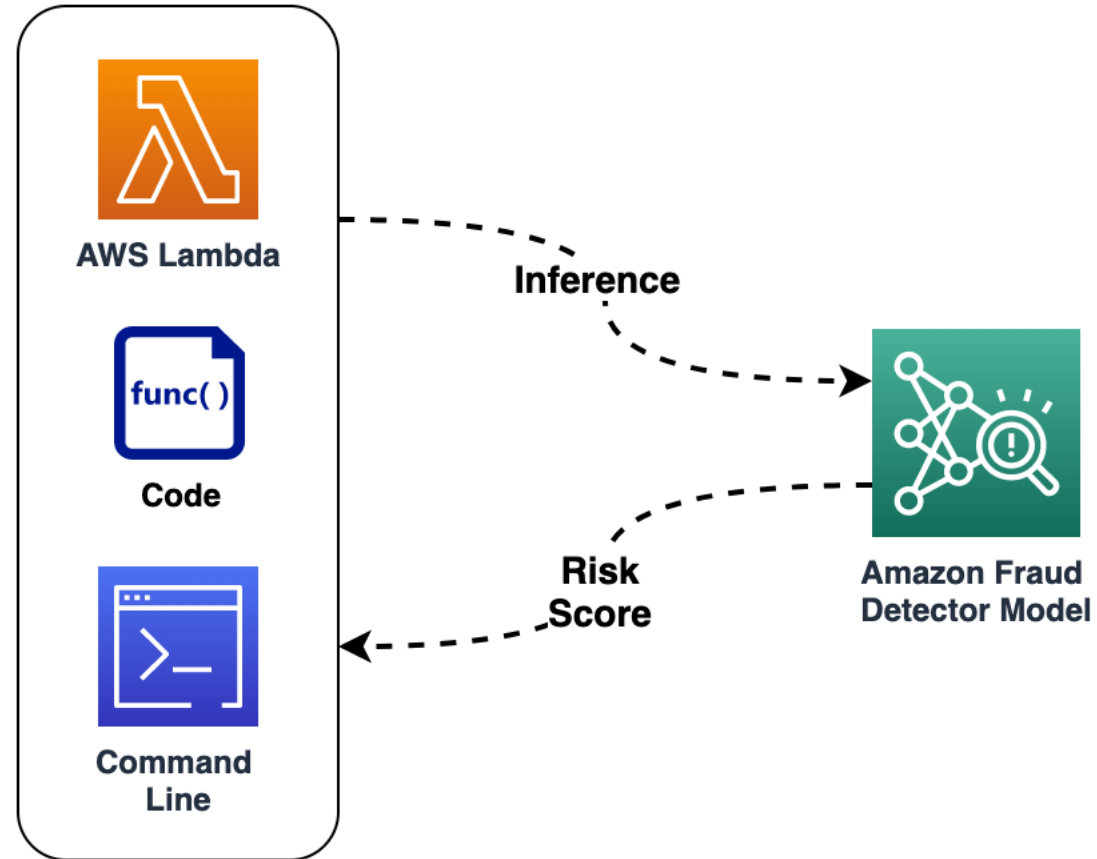 AWS Lambda
func( )
Code
Command
Line
Inference
Risk
Score
Amazon Fraud
Detector Model